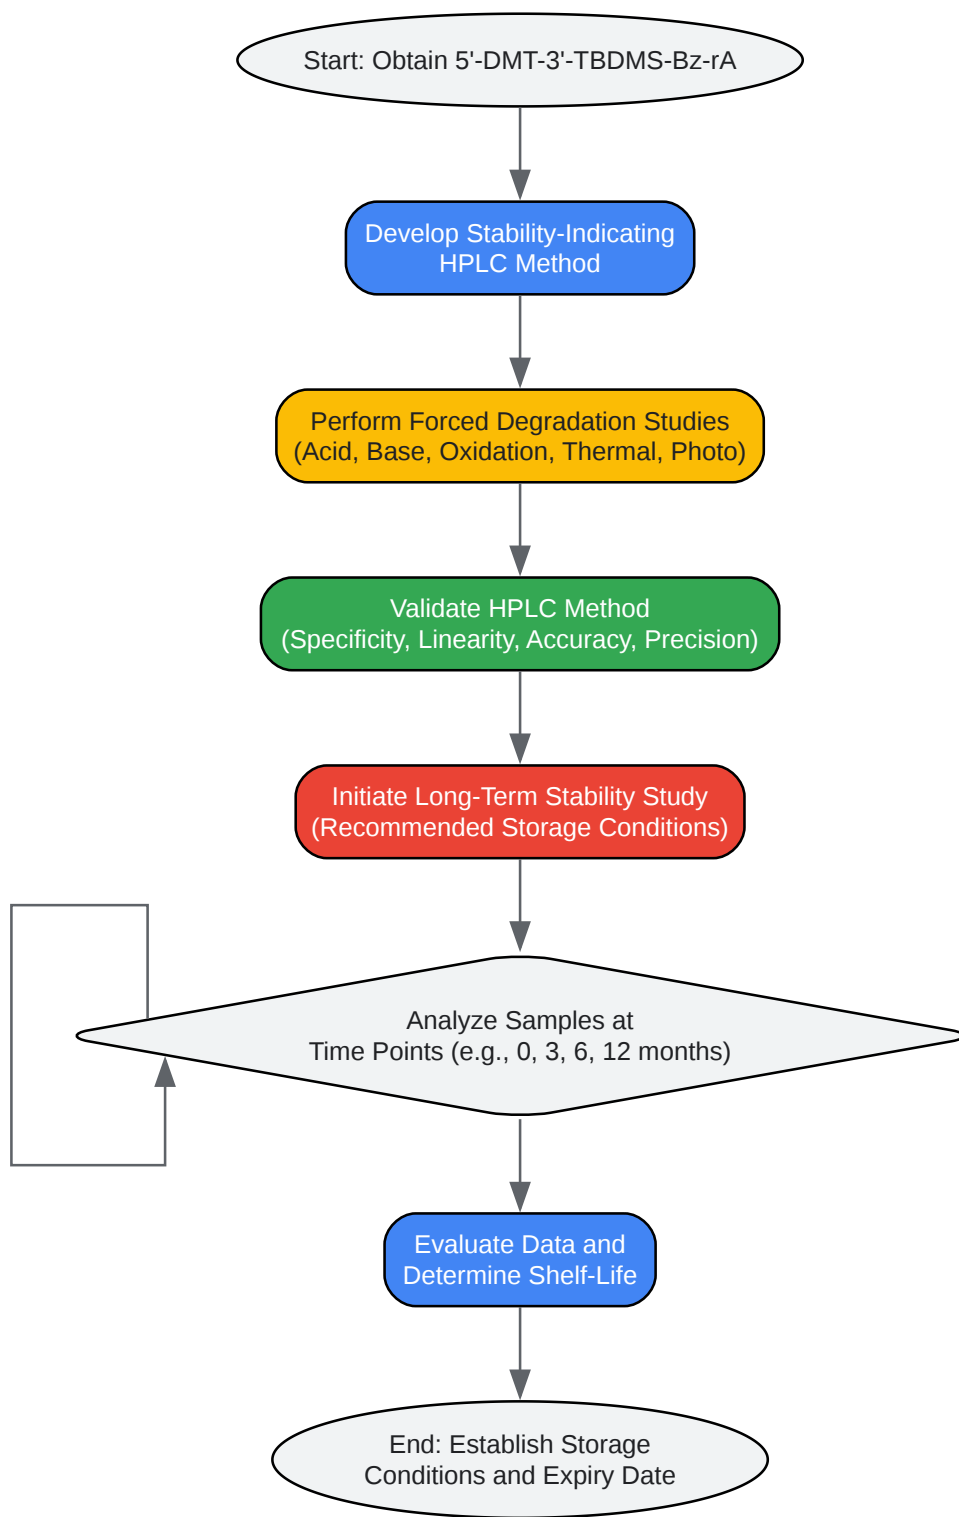 Start: Obtain 5'-DMT-3'-TBDMS-Bz-rA
Develop Stability-Indicating
HPLC Method
Perform Forced Degradation Studies
(Acid, Base, Oxidation, Thermal, Photo)
Validate HPLC Method
(Specificity, Linearity, Accuracy, Precision)
Initiate Long-Term Stability Study
(Recommended Storage Conditions)
Analyze Samples at
Time Points (e.g., 0, 3, 6, 12 months)
Evaluate Data and
Determine Shelf-Life
End: Establish Storage
Conditions and Expiry Date